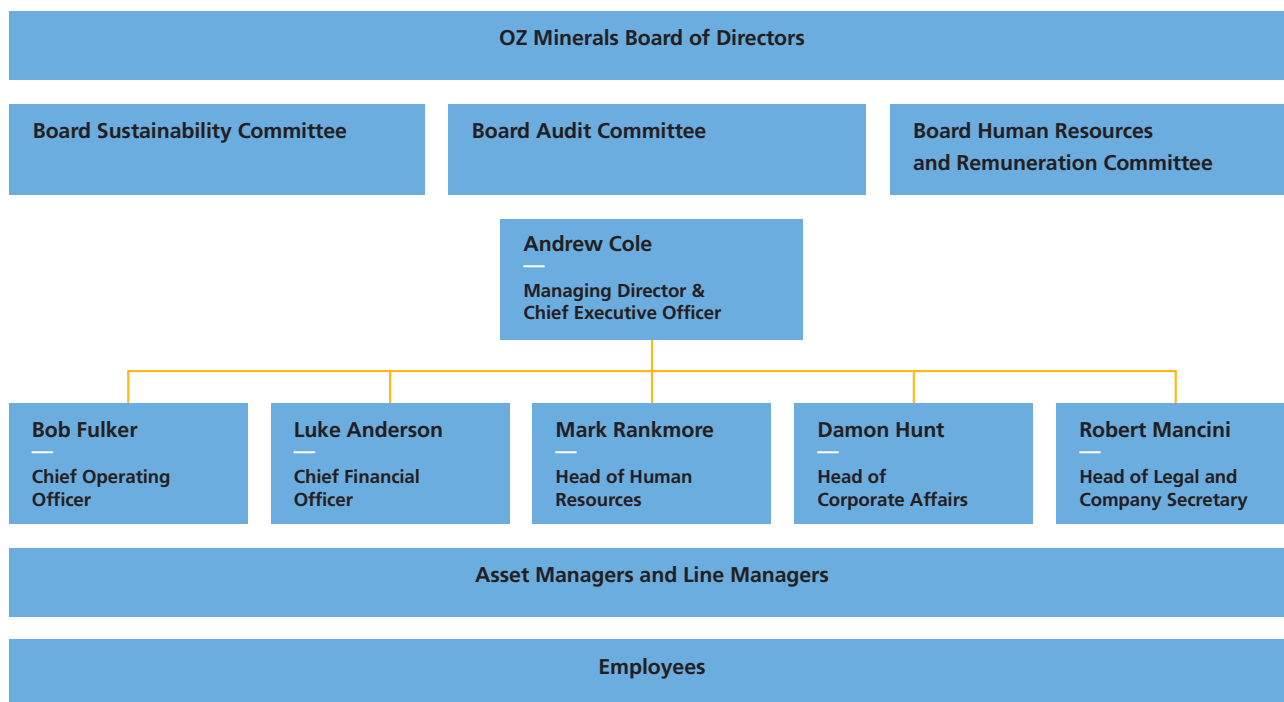 OZ Minerals Board of Directors
Board Sustainability Committee
Board Audit Committee
Board Human Resources
and Remuneration Committee
Andrew Cole
Managing Director &
Chief Executive Officer
Bob Fulker
Chief Operating
Officer
Luke Anderson
Chief Financial
Officer
Mark Rankmore
Head of Human
Resources
Damon Hunt
Head of
Corporate Affairs
Robert Mancini
Head of Legal and
Company Secretary
Asset Managers and Line Managers
Employees